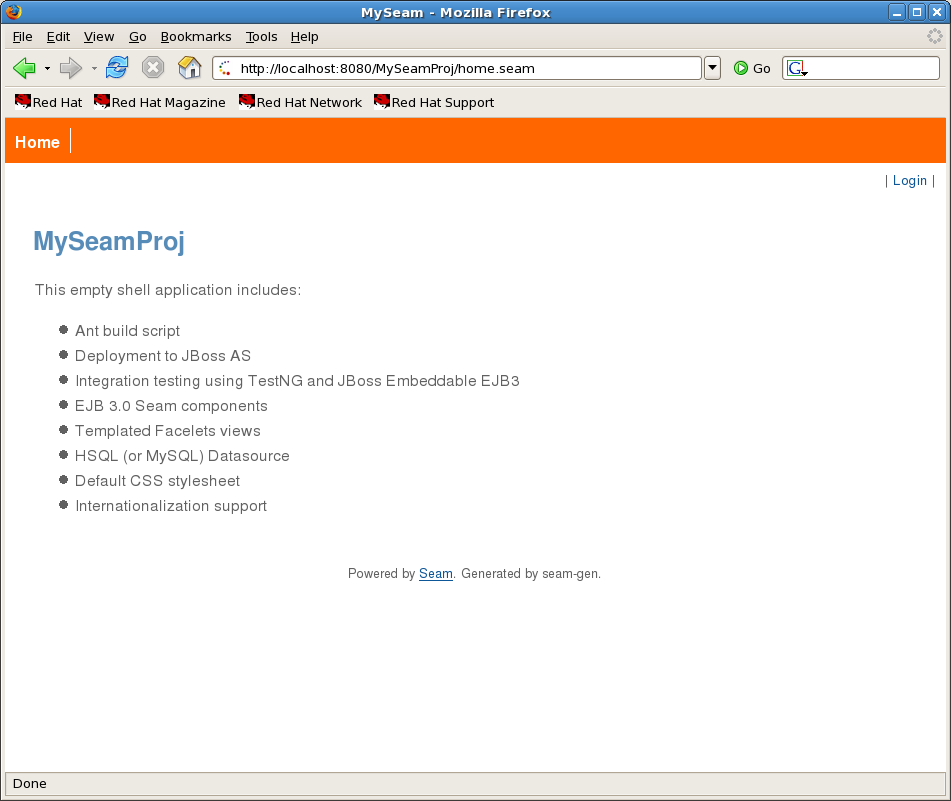 MySeam - Mozilla Firefox
File Edit View Go Bookmarks Tools Help
http://localhost:8080/MySeamProj/home.seam Go G
Red Hat Red Hat Magazine Red Hat Network Red Hat Support
Home
| Login |
MySeamProj
This empty shell application includes:
Ant build script
Deployment to JBoss AS
Integration testing using TestNG and JBoss Embeddable EJB3
EJB 3.0 Seam components
Templated Facelets views
HSQL (or MySQL) Datasource
Default CSS stylesheet
Internationalization support
Powered by Seam. Generated by seam-gen.
Done